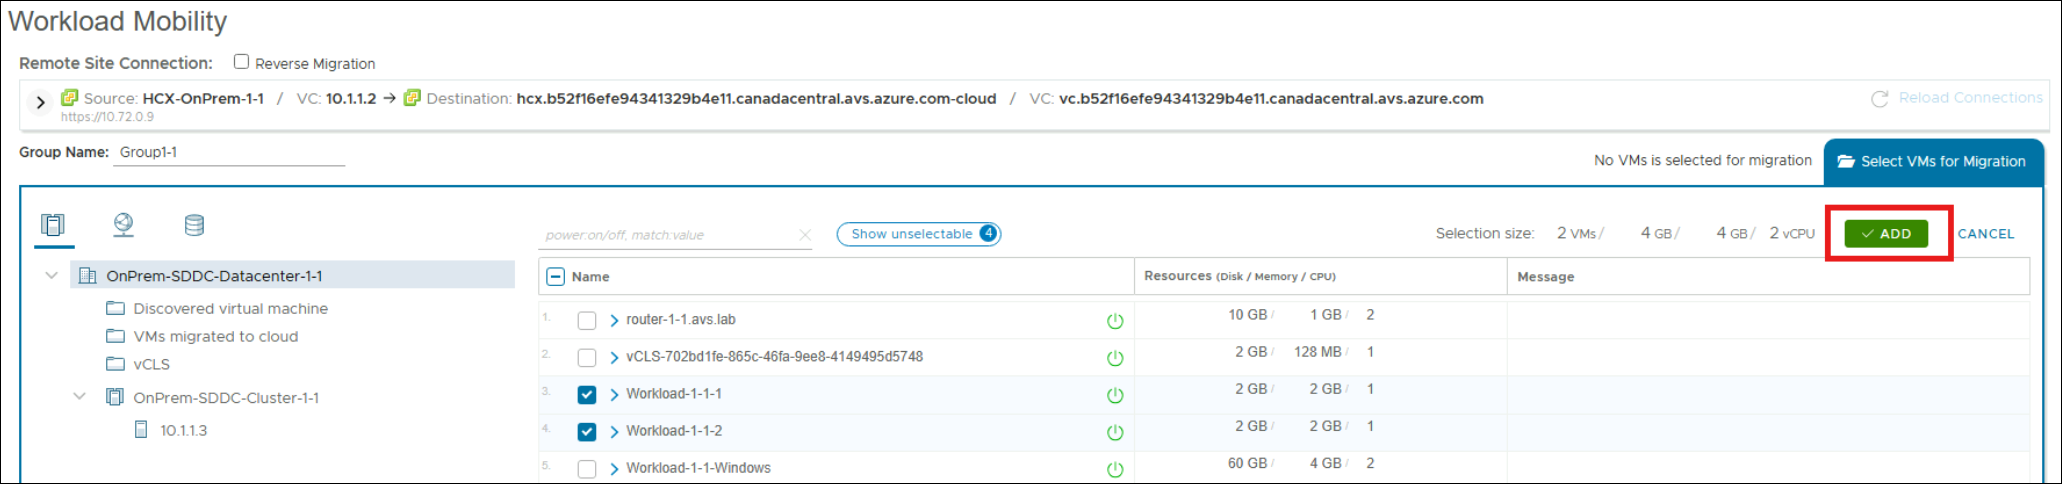 Workload Mobility
Remote Site Connection: Reverse Migration
Source: HCX-OnPrem-1-1 / VC: 10.1.1.2 → Destination: hcx.b52f16efe94341329b4e11.canadacentral.avs.azure.com-cloud / VC: vc.b52f16efe94341329b4e11.canadacentral.avs.azure.com Reload Connections
https://10.72.0.9
Group Name: Group1-1
No VMs is selected for migration Select VMs for Migration
power:on/off, match:value Show unselectable 4 Selection size: 2 VMs / 4 GB / 4 GB / 2 vCPU ADD CANCEL
OnPrem-SDDC-Datacenter-1-1
Discovered virtual machine
VMs migrated to cloud
vCLS
OnPrem-SDDC-Cluster-1-1
10.1.1.3
Name Resources (Disk / Memory / CPU) Message
1. router-1-1.avs.lab 10 GB / 1 GB / 2
2. vCLS-702bd1fe-865c-46fa-9ee8-4149495d5748 2 GB / 128 MB / 1
3. Workload-1-1-1 2 GB / 2 GB / 1
4. Workload-1-1-2 2 GB / 2 GB / 1
5. Workload-1-1-Windows 60 GB / 4 GB / 2